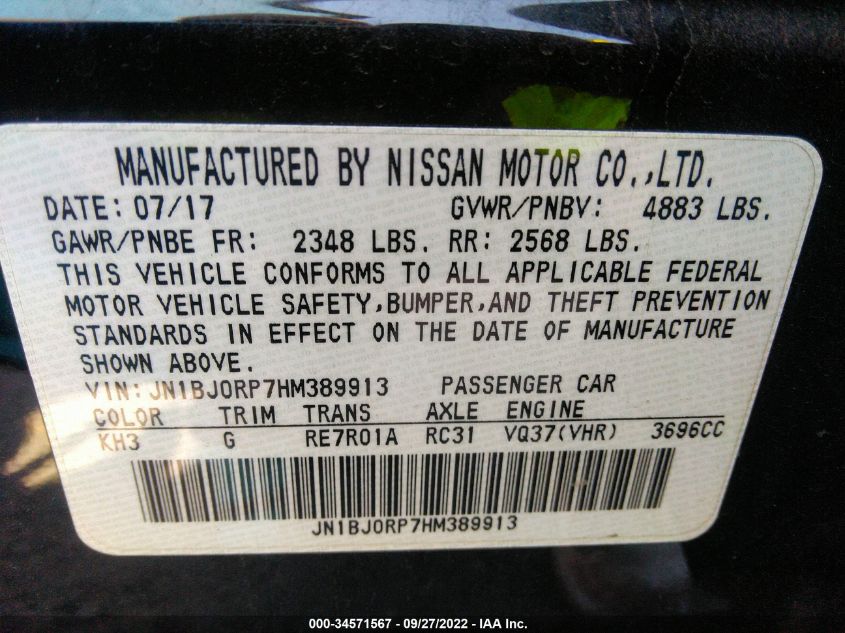 MANUFACTURED BY NISSAN MOTOR CO.,LTD.
DATE: 07/17 GVWR/PNBV: 4883 LBS.
GAWR/PNBE FR: 2348 LBS. RR: 2568 LBS.
THIS VEHICLE CONFORMS TO ALL APPLICABLE FEDERAL
MOTOR VEHICLE SAFETY,BUMPER,AND THEFT PREVENTION
STANDARDS IN EFFECT ON THE DATE OF MANUFACTURE
SHOWN ABOVE.
VIN: JN1BJ0RP7HM389913 PASSENGER CAR
COLOR TRIM TRANS AXLE ENGINE
KH3 G RE7R01A RC31 VQ37(VHR) 3696CC
JN1BJ0RP7HM389913
000-34571567 - 09/27/2022 - IAA Inc.